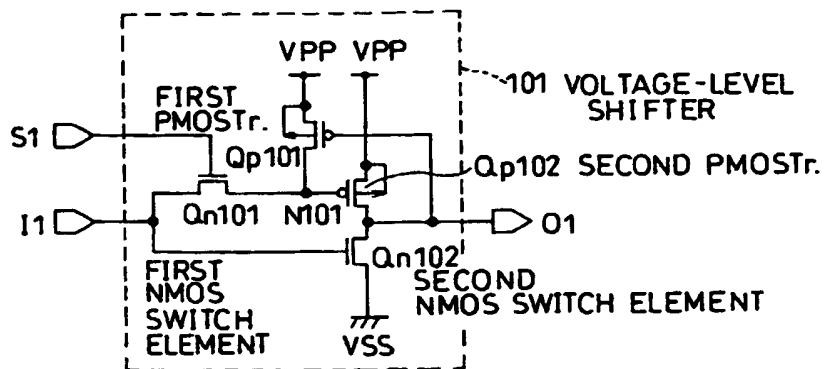 VPP VPP
101 VOLTAGE-LEVEL
SHIFTER
FIRST
PMOSTr.
S1
Qp101
Qp102 SECOND PMOSTr.
I1
Qn101
N101
O1
Qn102
FIRST
NMOS
SWITCH
ELEMENT
SECOND
NMOS SWITCH ELEMENT
VSS